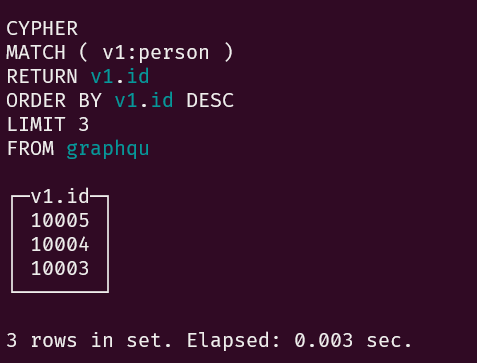 CYPHER
MATCH ( v1:person )
RETURN v1.id
ORDER BY v1.id DESC
LIMIT 3
FROM graphqu
v1.id
10005
10004
10003
3 rows in set. Elapsed: 0.003 sec.